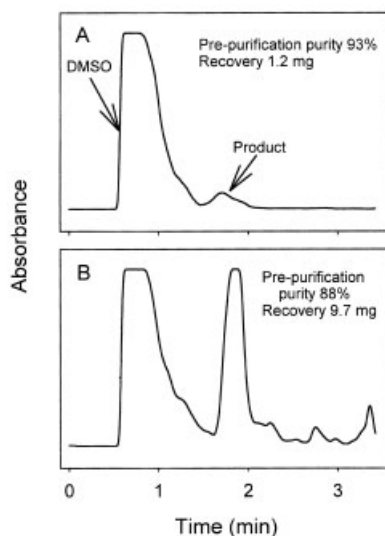 A
Pre-purification purity 93%
Recovery 1.2 mg
DMSO
Product
Absorbance
B
Pre-purification
purity 88%
Recovery 9.7 mg
0 1 2 3
Time (min)